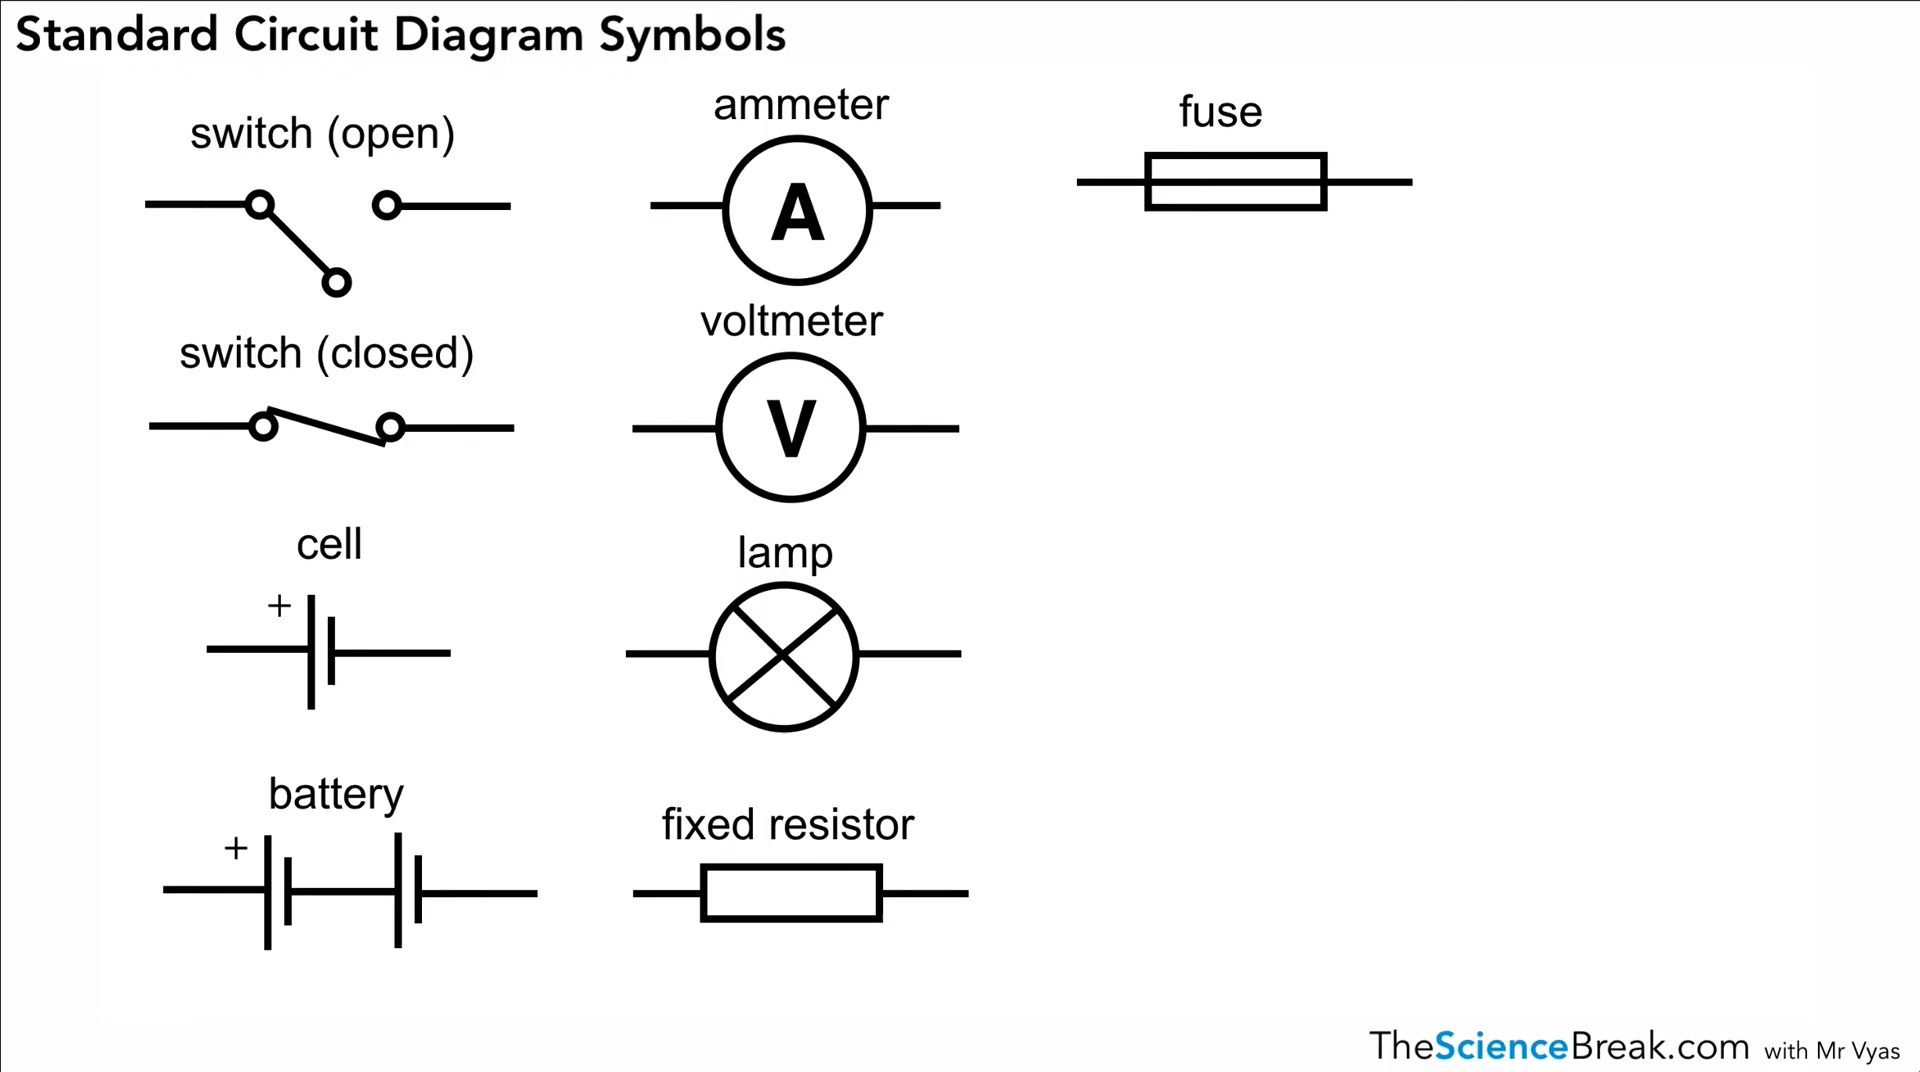 Standard Circuit Diagram Symbols
switch (open)
switch (closed)
cell
+
battery
+
ammeter
A
voltmeter
V
lamp
fixed resistor
fuse
TheScienceBreak.com with Mr Vyas